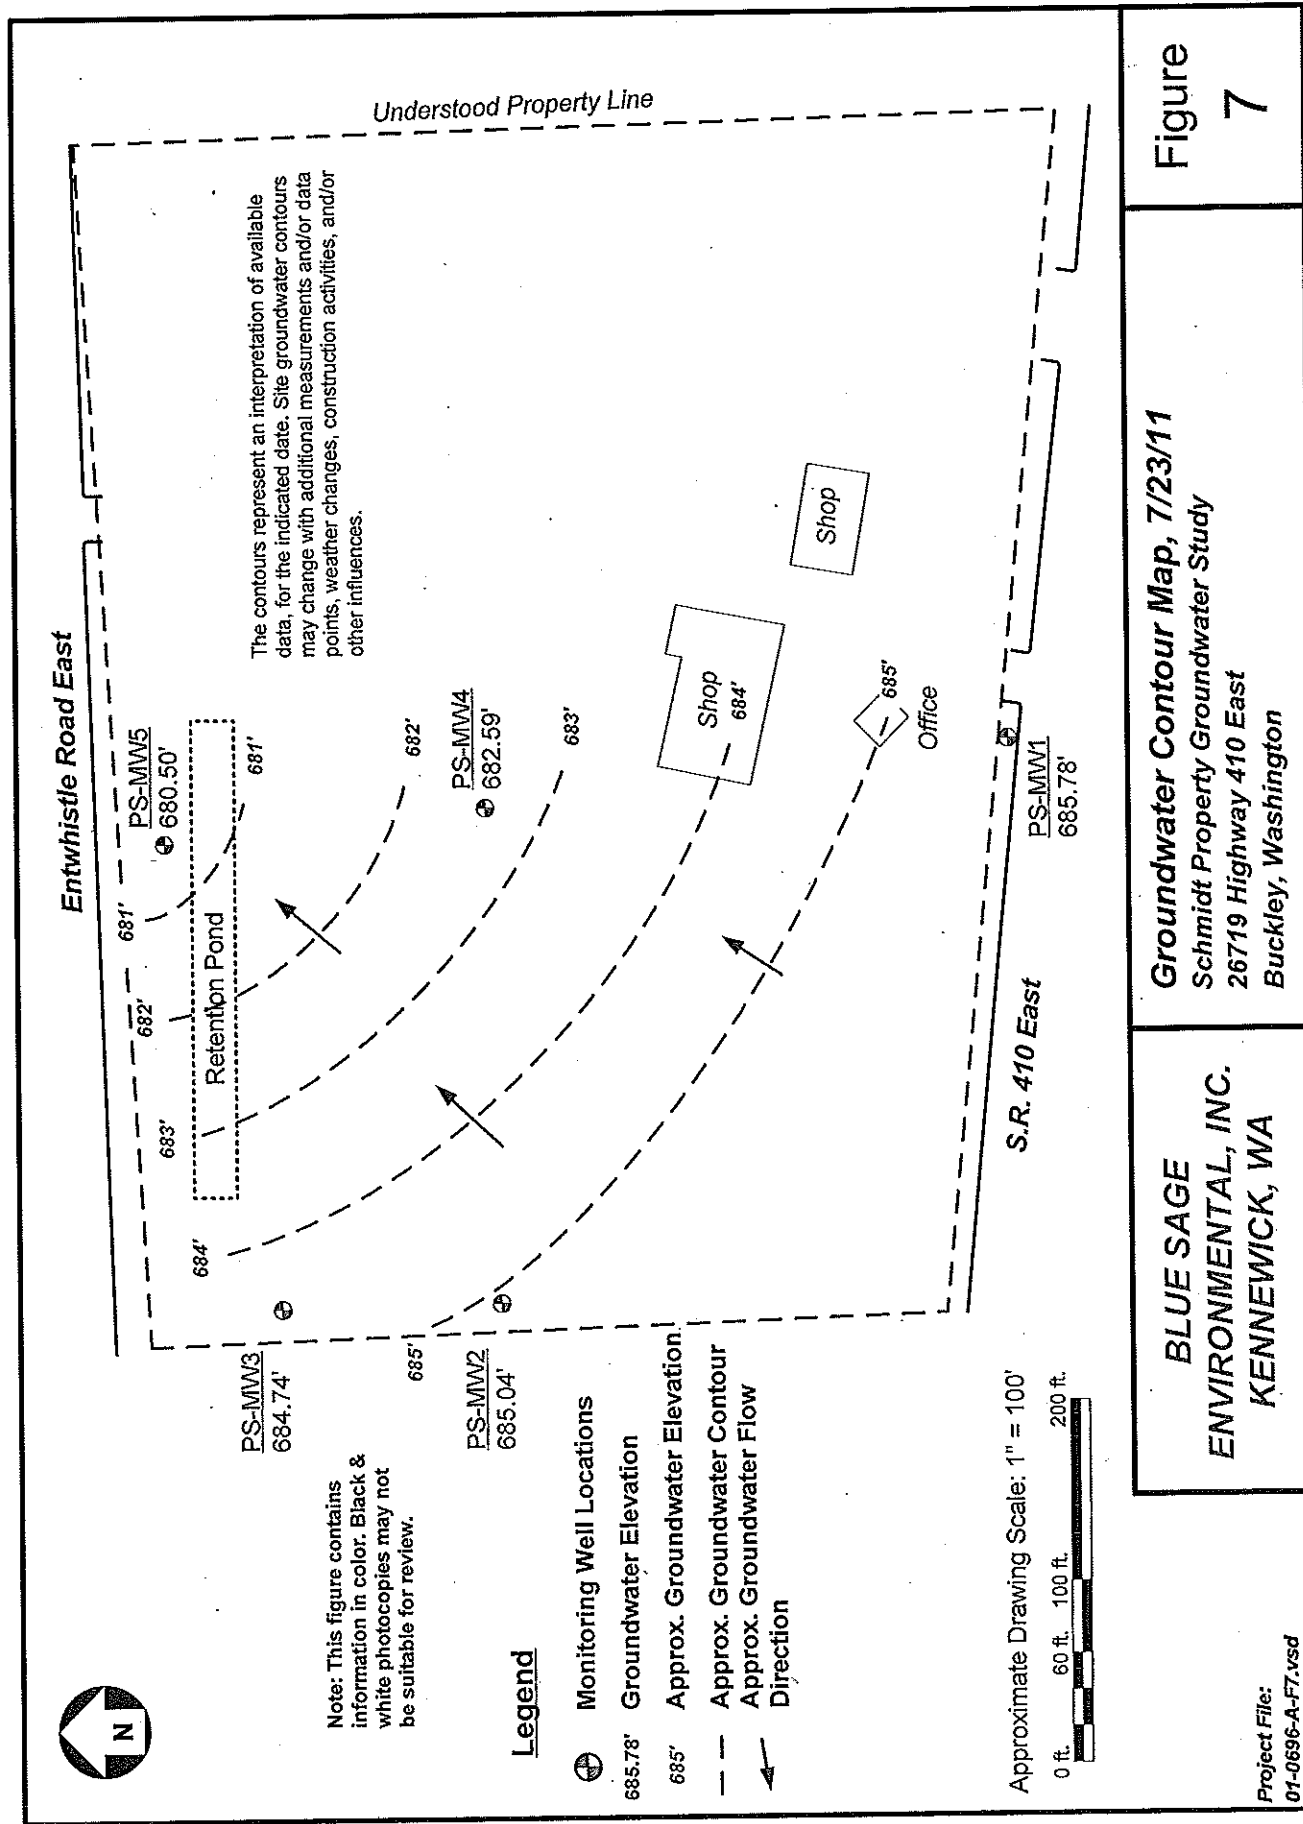 N
Note: This figure contains
information in color. Black &
white photocopies may not
be suitable for review.
Legend
Monitoring Well Locations
685.78' Groundwater Elevation
685' Approx. Groundwater Elevation
Approx. Groundwater Contour
Approx. Groundwater Flow
Direction
Approximate Drawing Scale: 1" = 100'
0 ft. 60 ft. 100 ft. 200 ft.
Project File:
01-0696-A-F7.vsd
Entwhistle Road East
PS-MW3
684.74'
685'
PS-MW2
685.04'
684'
683'
682'
681'
Retention Pond
PS-MW5
680.50'
681'
682'
PS-MW4
682.59'
683'
Shop
684'
685'
Office
Shop
PS-MW1
685.78'
S.R. 410 East
The contours represent an interpretation of available
data, for the indicated date. Site groundwater contours
may change with additional measurements and/or data
points, weather changes, construction activities, and/or
other influences.
Understood Property Line
BLUE SAGE
ENVIRONMENTAL, INC.
KENNEWICK, WA
Groundwater Contour Map, 7/23/11
Schmidt Property Groundwater Study
26719 Highway 410 East
Buckley, Washington
Figure
7